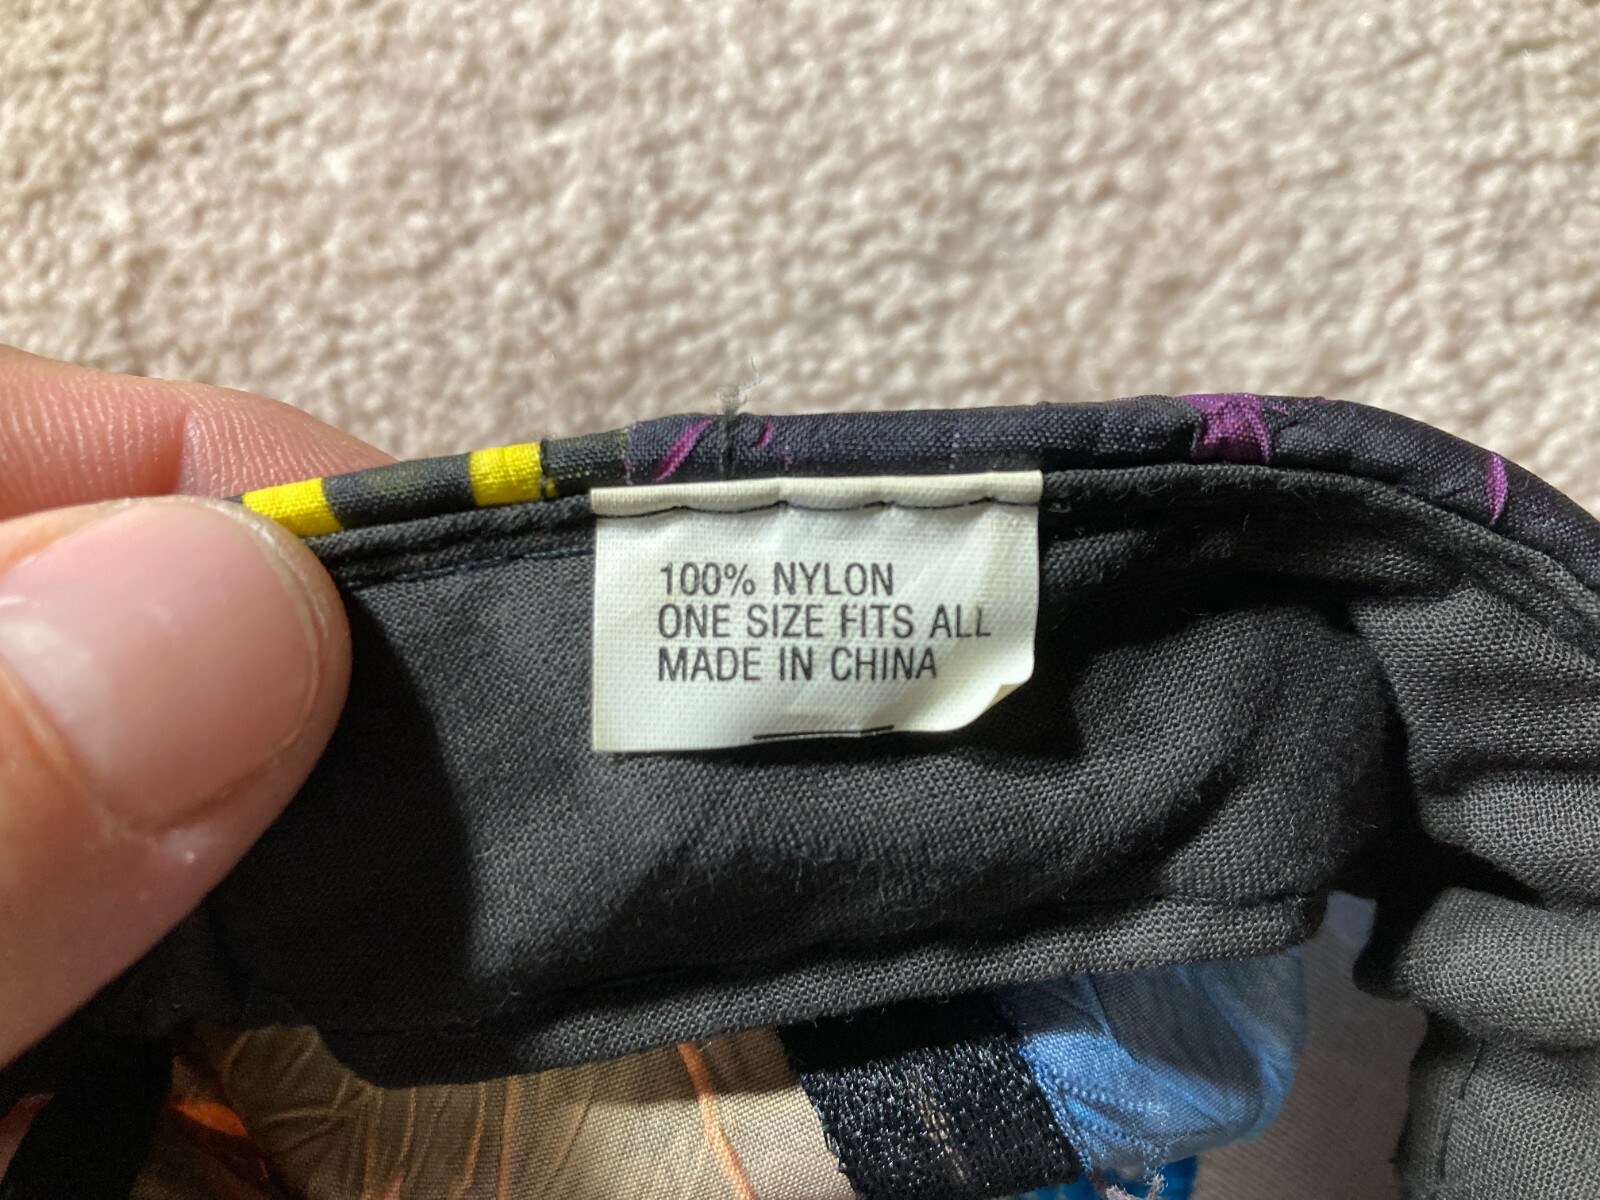 100% NYLON
ONE SIZE FITS ALL
MADE IN CHINA